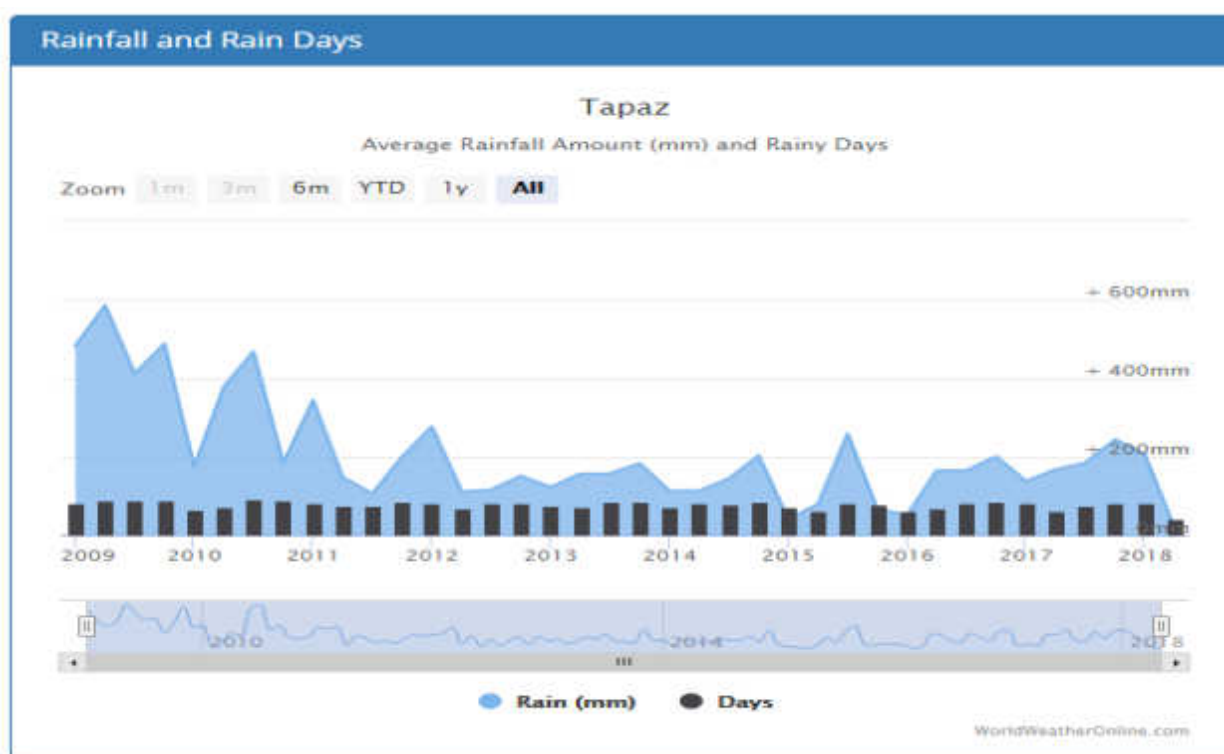 Rainfall and Rain Days
Tapaz
Average Rainfall Amount (mm) and Rainy Days
Zoom 1m 3m 6m YTD 1y All
+ 600mm
+ 400mm
+ 200mm
0mm
2009 2010 2011 2012 2013 2014 2015 2016 2017 2018
2010 2014 2018
Rain (mm) Days
WorldWeatherOnline.com